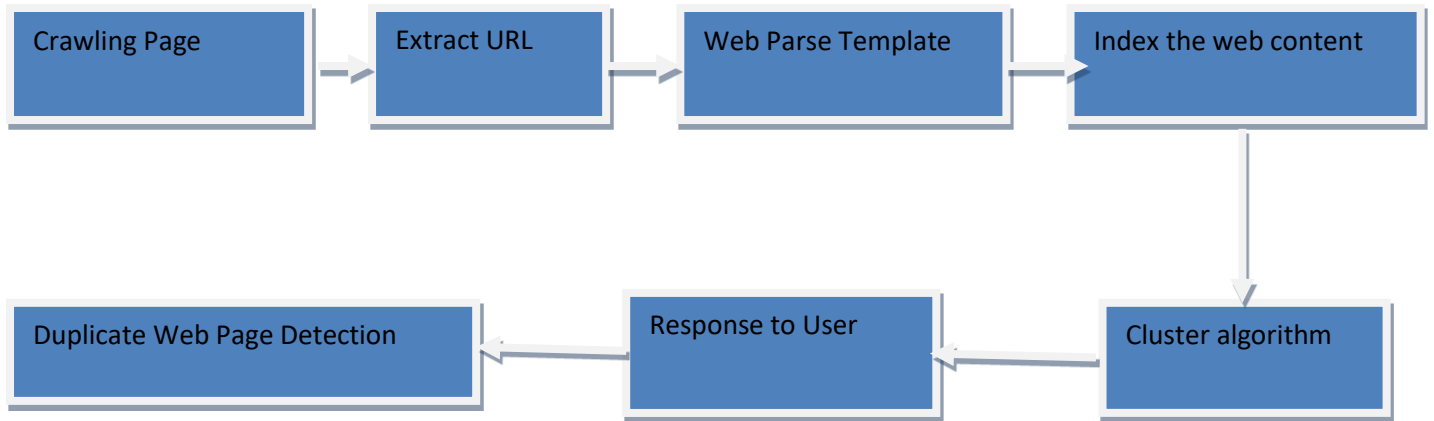 Crawling Page
Extract URL
Web Parse Template
Index the web content
Duplicate Web Page Detection
Response to User
Cluster algorithm